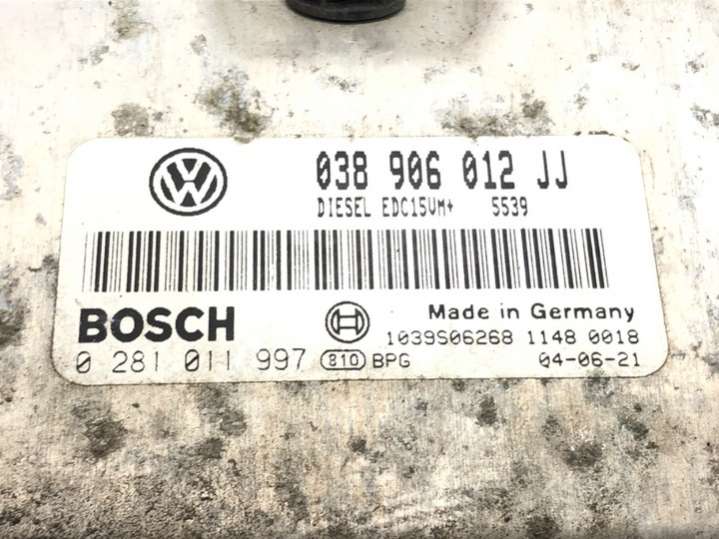 038 906 012 JJ
DIESEL EDC15VM+ 5539
BOSCH
Made in Germany
1039S06268 1148 0018
0 281 011 997 810 BPG 04-06-21